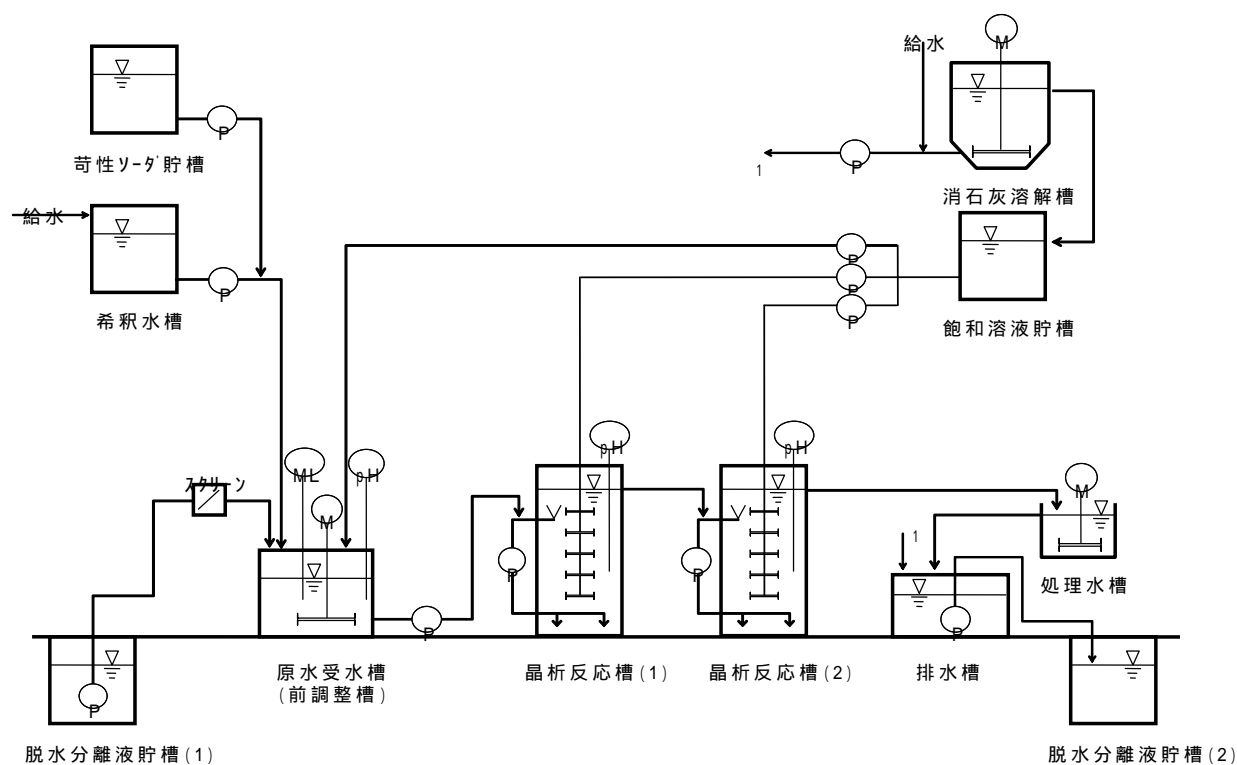 給水
M
P
苛性ソーダ貯槽
1
P
消石灰溶解槽
給水
P
P
P
P
希釈水槽
飽和溶液貯槽
pH
pH
ML
pH
スクリーン
M
M
1
P
P
処理水槽
P
P
原水受水槽
(前調整槽)
晶析反応槽(1)
晶析反応槽(2)
排水槽
P
脱水分離液貯槽(1)
脱水分離液貯槽(2)